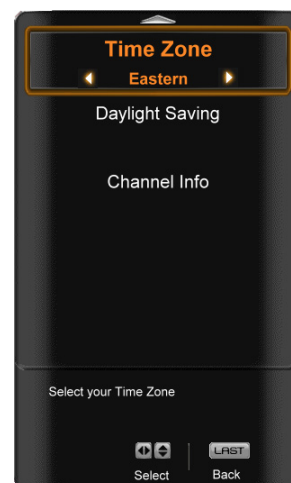 Time Zone
Eastern
Daylight Saving
Channel Info
Select your Time Zone
LAST
Select Back